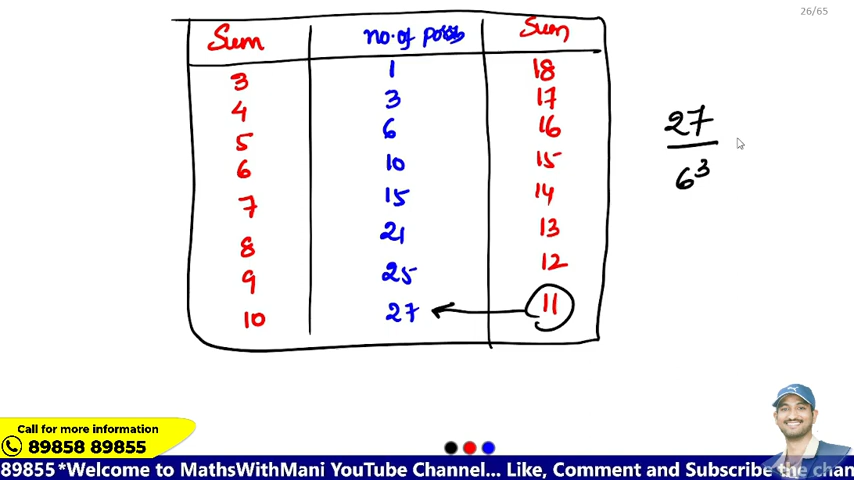 26/65
Sum no. of poss Sum
3 1 18
4 3 17
5 6 16
6 10 15
7 15 14
8 21 13
9 25 12
10 27 11
27
6³
Call for more information
89858 89855
89855 *Welcome to MathsWithMani YouTube Channel... Like, Comment and Subscribe the chan